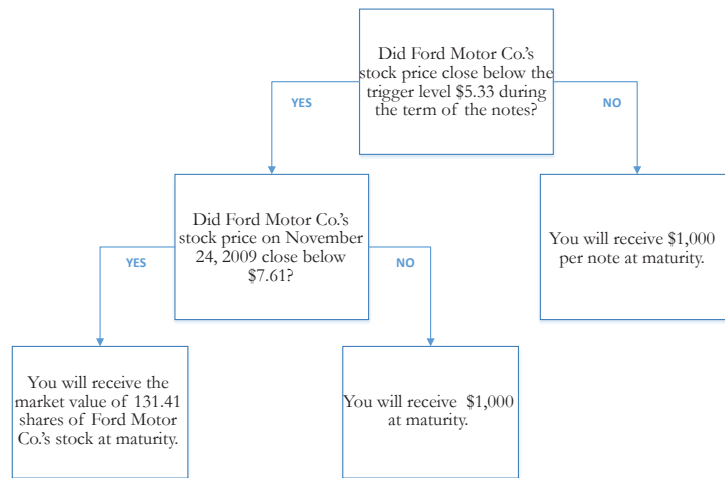 Did Ford Motor Co.'s
stock price close below the
trigger level $5.33 during
the term of the notes?
YES
NO
Did Ford Motor Co.'s
stock price on November
24, 2009 close below
$7.61?
You will receive $1,000
per note at maturity.
YES
NO
You will receive the
market value of 131.41
shares of Ford Motor
Co.'s stock at maturity.
You will receive $1,000
at maturity.